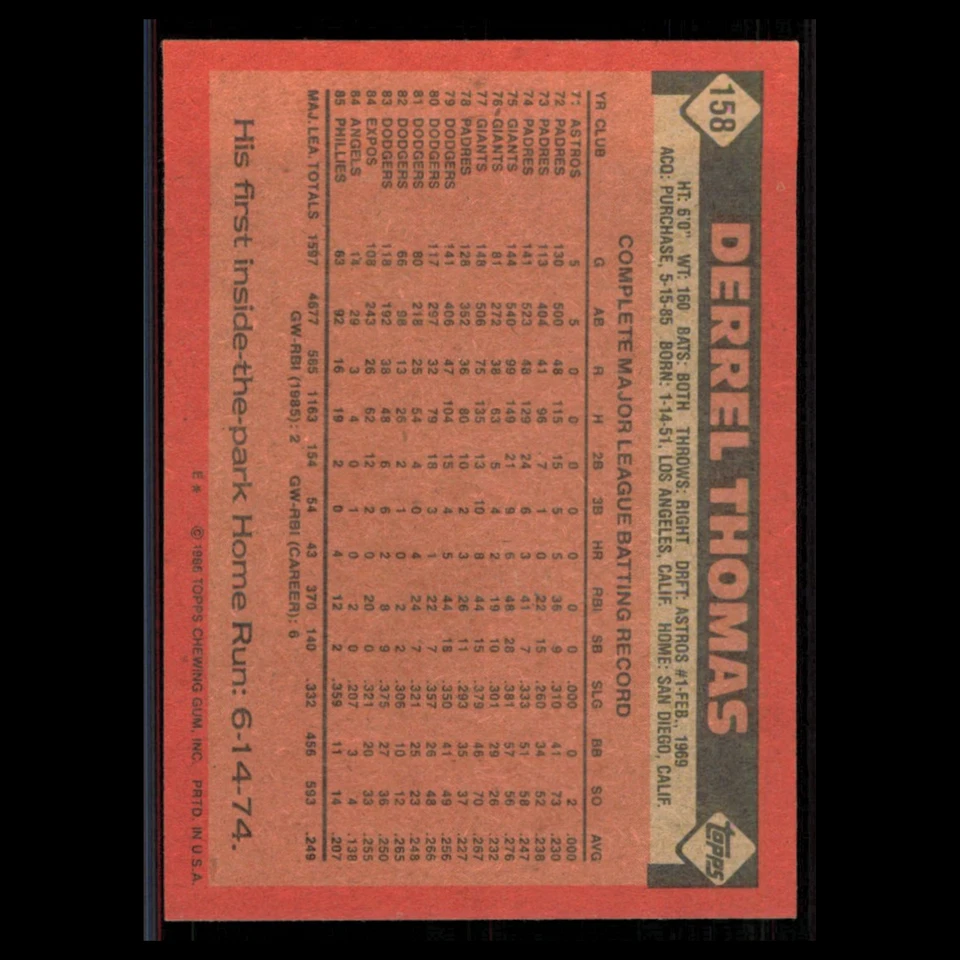 158
DERREL THOMAS
topps
HT: 6'0" WT: 160 BATS: BOTH THROWS: RIGHT DRFT: ASTROS #1-FEB., 1969
ACQ: PURCHASE, 5-15-85 BORN: 1-14-51, LOS ANGELES, CALIF. HOME: SAN DIEGO, CALIF.
COMPLETE MAJOR LEAGUE BATTING RECORD
YR CLUB G AB R H 2B 3B HR RBI SB SLG BB SO AVG
71 ASTROS 5 5 0 0 0 0 0 0 0 .000 0 2 .000
72 PADRES 130 500 48 115 15 5 5 36 9 .310 41 73 .230
73 PADRES 113 404 41 96 7 1 0 22 15 .260 34 52 .238
74 PADRES 141 523 48 129 24 6 3 41 7 .333 51 58 .247
75 GIANTS 144 540 99 149 21 9 6 48 28 .381 57 56 .276
76 GIANTS 81 272 38 63 5 4 2 19 10 .301 29 26 .232
77 GIANTS 148 506 75 135 13 10 8 44 15 .379 46 70 .267
78 PADRES 128 352 36 80 10 2 3 26 11 .293 35 37 .227
79 DODGERS 141 406 47 104 15 4 5 44 18 .350 41 49 .256
80 DODGERS 117 297 32 79 18 3 1 22 7 .357 26 48 .266
81 DODGERS 80 218 25 54 4 0 4 24 7 .321 25 23 .248
82 DODGERS 66 98 13 26 2 1 0 2 2 .306 10 12 .265
83 DODGERS 118 192 38 48 6 6 2 8 9 .375 27 36 .250
84 EXPOS 108 243 26 62 12 2 0 20 0 .321 20 33 .255
84 ANGELS 14 29 3 4 0 1 0 2 0 .207 3 4 .138
85 PHILLIES 63 92 16 19 2 0 4 12 2 .359 11 14 .207
MAJ. LEA. TOTALS 1597 4677 585 1163 154 54 43 370 140 .332 456 593 .249
GW-RBI (1985): 2 GW-RBI (CAREER): 6
His first inside-the-park Home Run: 6-14-74.
E* © 1986 TOPPS CHEWING GUM, INC. PRTD. IN U.S.A.